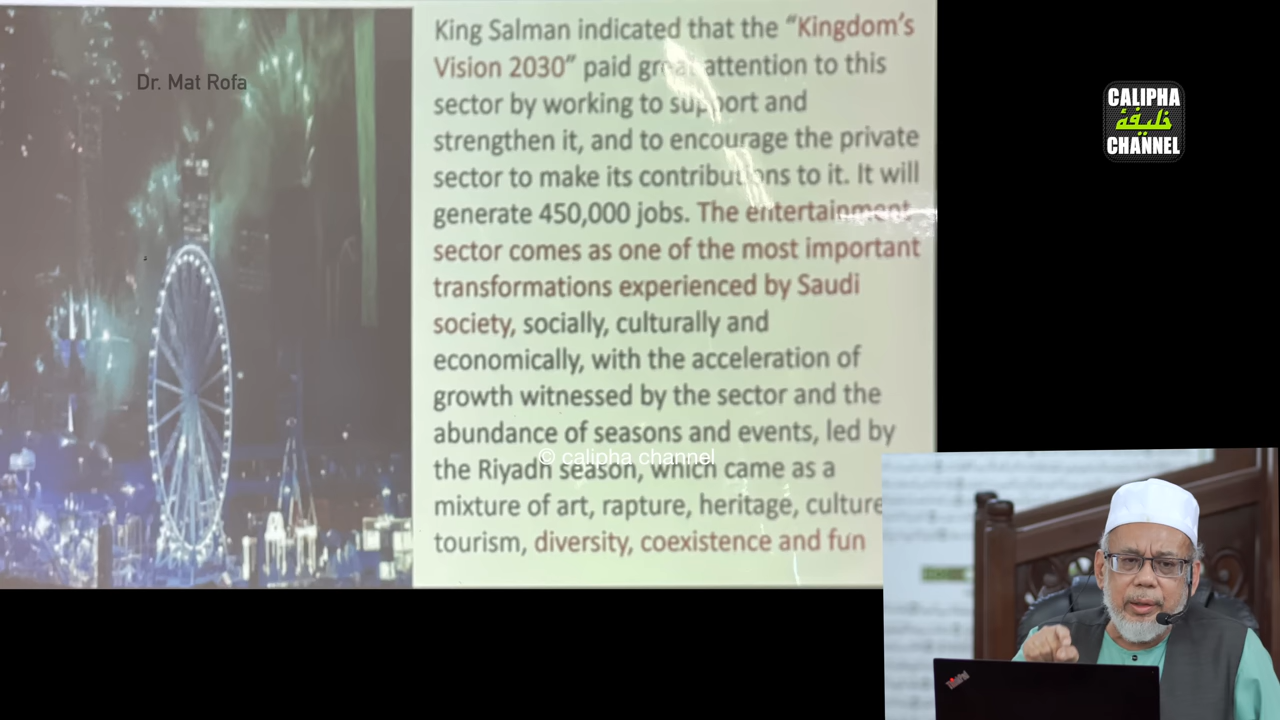 Dr. Mat Rofa
King Salman indicated that the “Kingdom’s
Vision 2030” paid great attention to this
sector by working to support and
strengthen it, and to encourage the private
sector to make its contributions to it. It will
generate 450,000 jobs. The entertainment
sector comes as one of the most important
transformations experienced by Saudi
society, socially, culturally and
economically, with the acceleration of
growth witnessed by the sector and the
abundance of seasons and events, led by
© calipha channel
the Riyadh season, which came as a
mixture of art, rapture, heritage, culture
tourism, diversity, coexistence and fun
CALIPHA
خليفة
CHANNEL
ThinkPad